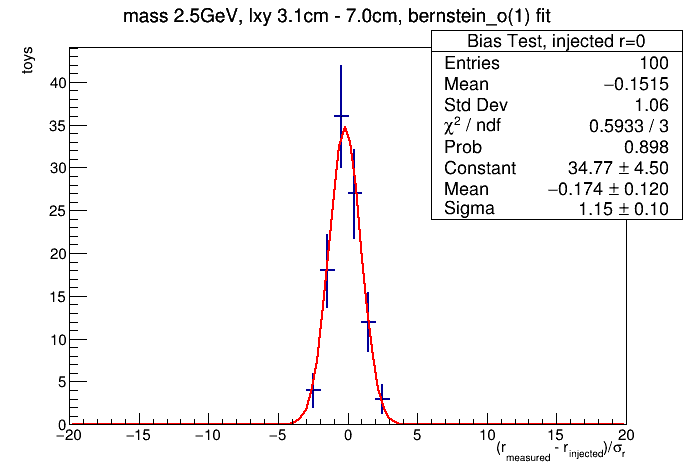 mass 2.5GeV, lxy 3.1cm - 7.0cm, bernstein_o(1) fit
toys
Bias Test, injected r=0
Entries 100
Mean −0.1515
Std Dev 1.06
χ² / ndf 0.5933 / 3
Prob 0.898
Constant 34.77 ± 4.50
Mean −0.174 ± 0.120
Sigma 1.15 ± 0.10
40
35
30
25
20
15
10
5
0
−20 −15 −10 −5 0 5 10 15 20
(r_measured - r_injected)/σ_r